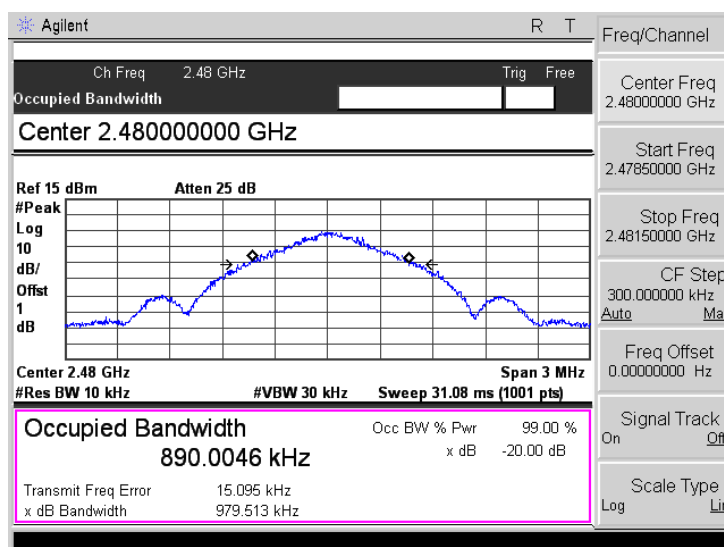 Agilent R T
Ch Freq 2.48 GHz Trig Free
Occupied Bandwidth
Center 2.480000000 GHz
Ref 15 dBm Atten 25 dB
#Peak
Log
10
dB/
Offst
1
dB
Center 2.48 GHz Span 3 MHz
#Res BW 10 kHz #VBW 30 kHz Sweep 31.08 ms (1001 pts)
Occupied Bandwidth Occ BW % Pwr 99.00 %
890.0046 kHz x dB -20.00 dB
Transmit Freq Error 15.095 kHz
x dB Bandwidth 979.513 kHz
Freq/Channel
Center Freq
2.48000000 GHz
Start Freq
2.47850000 GHz
Stop Freq
2.48150000 GHz
CF Step
300.000000 kHz
Auto Ma
Freq Offset
0.00000000 Hz
Signal Track
On Off
Scale Type
Log Li